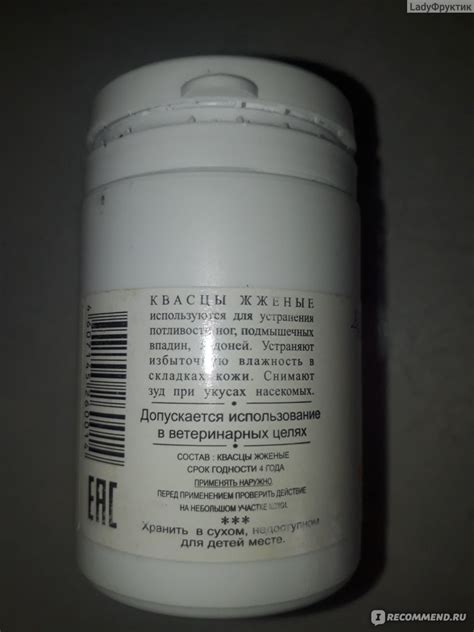 LadyФруктик
КВАСЦЫ ЖЖЕНЫЕ
используются для устранения
потливости ног, подмышечных
впадин, ладоней. Устраняют
избыточную влажность в
складках кожи. Снимают
зуд при укусах насекомых.
Допускается использование
в ветеринарных целях
СОСТАВ : КВАСЦЫ ЖЖЕНЫЕ
СРОК ГОДНОСТИ 4 ГОДА
ПРИМЕНЯТЬ НАРУЖНО.
ПЕРЕД ПРИМЕНЕНИЕМ ПРОВЕРИТЬ ДЕЙСТВИЕ
НА НЕБОЛЬШОМ УЧАСТКЕ КОЖИ.
***
Хранить в сухом, недоступном
для детей месте.
EAC
IRECOMMEND.RU